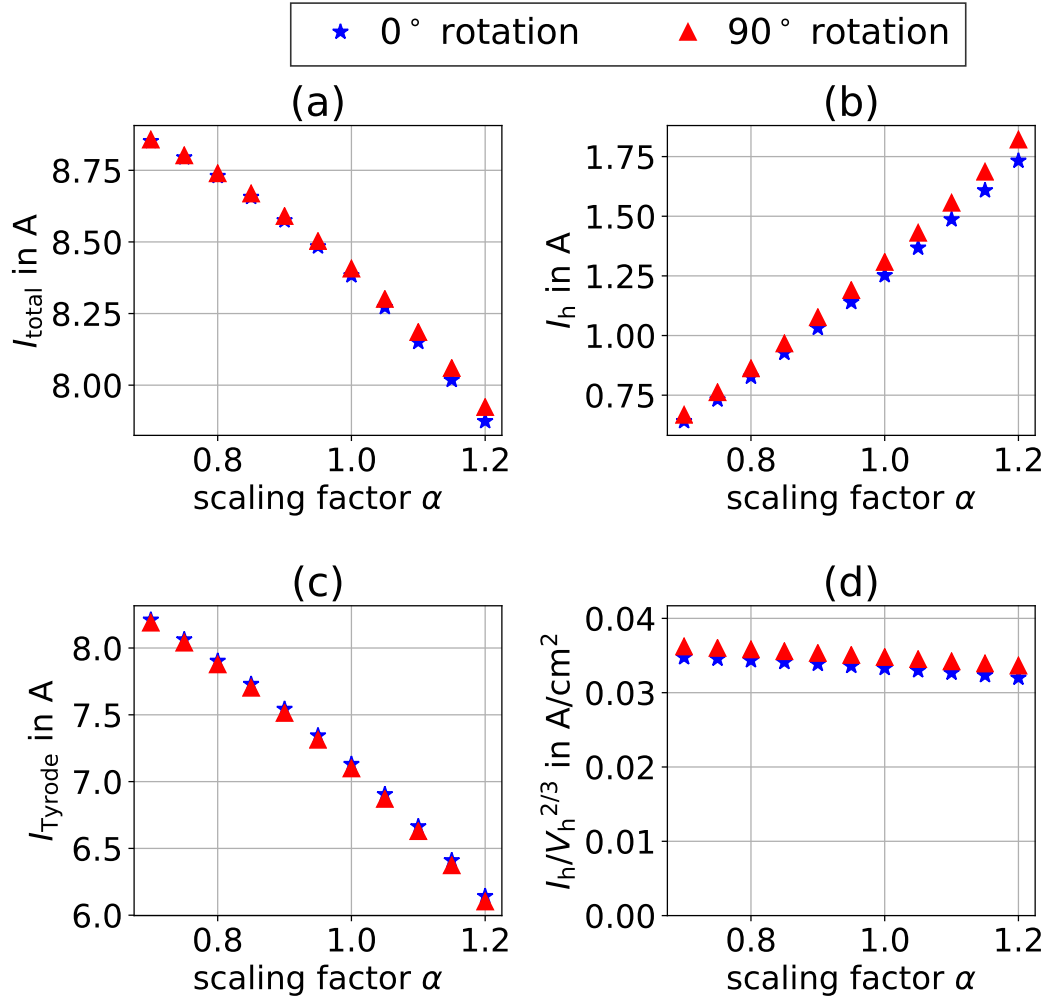 0° rotation 90° rotation
(a)
I_total in A
8.75
8.50
8.25
8.00
0.8 1.0 1.2
scaling factor α
(b)
I_h in A
1.75
1.50
1.25
1.00
0.75
0.8 1.0 1.2
scaling factor α
(c)
I_Tyrode in A
8.0
7.5
7.0
6.5
6.0
0.8 1.0 1.2
scaling factor α
(d)
I_h/V_h^2/3 in A/cm²
0.04
0.03
0.02
0.01
0.00
0.8 1.0 1.2
scaling factor α